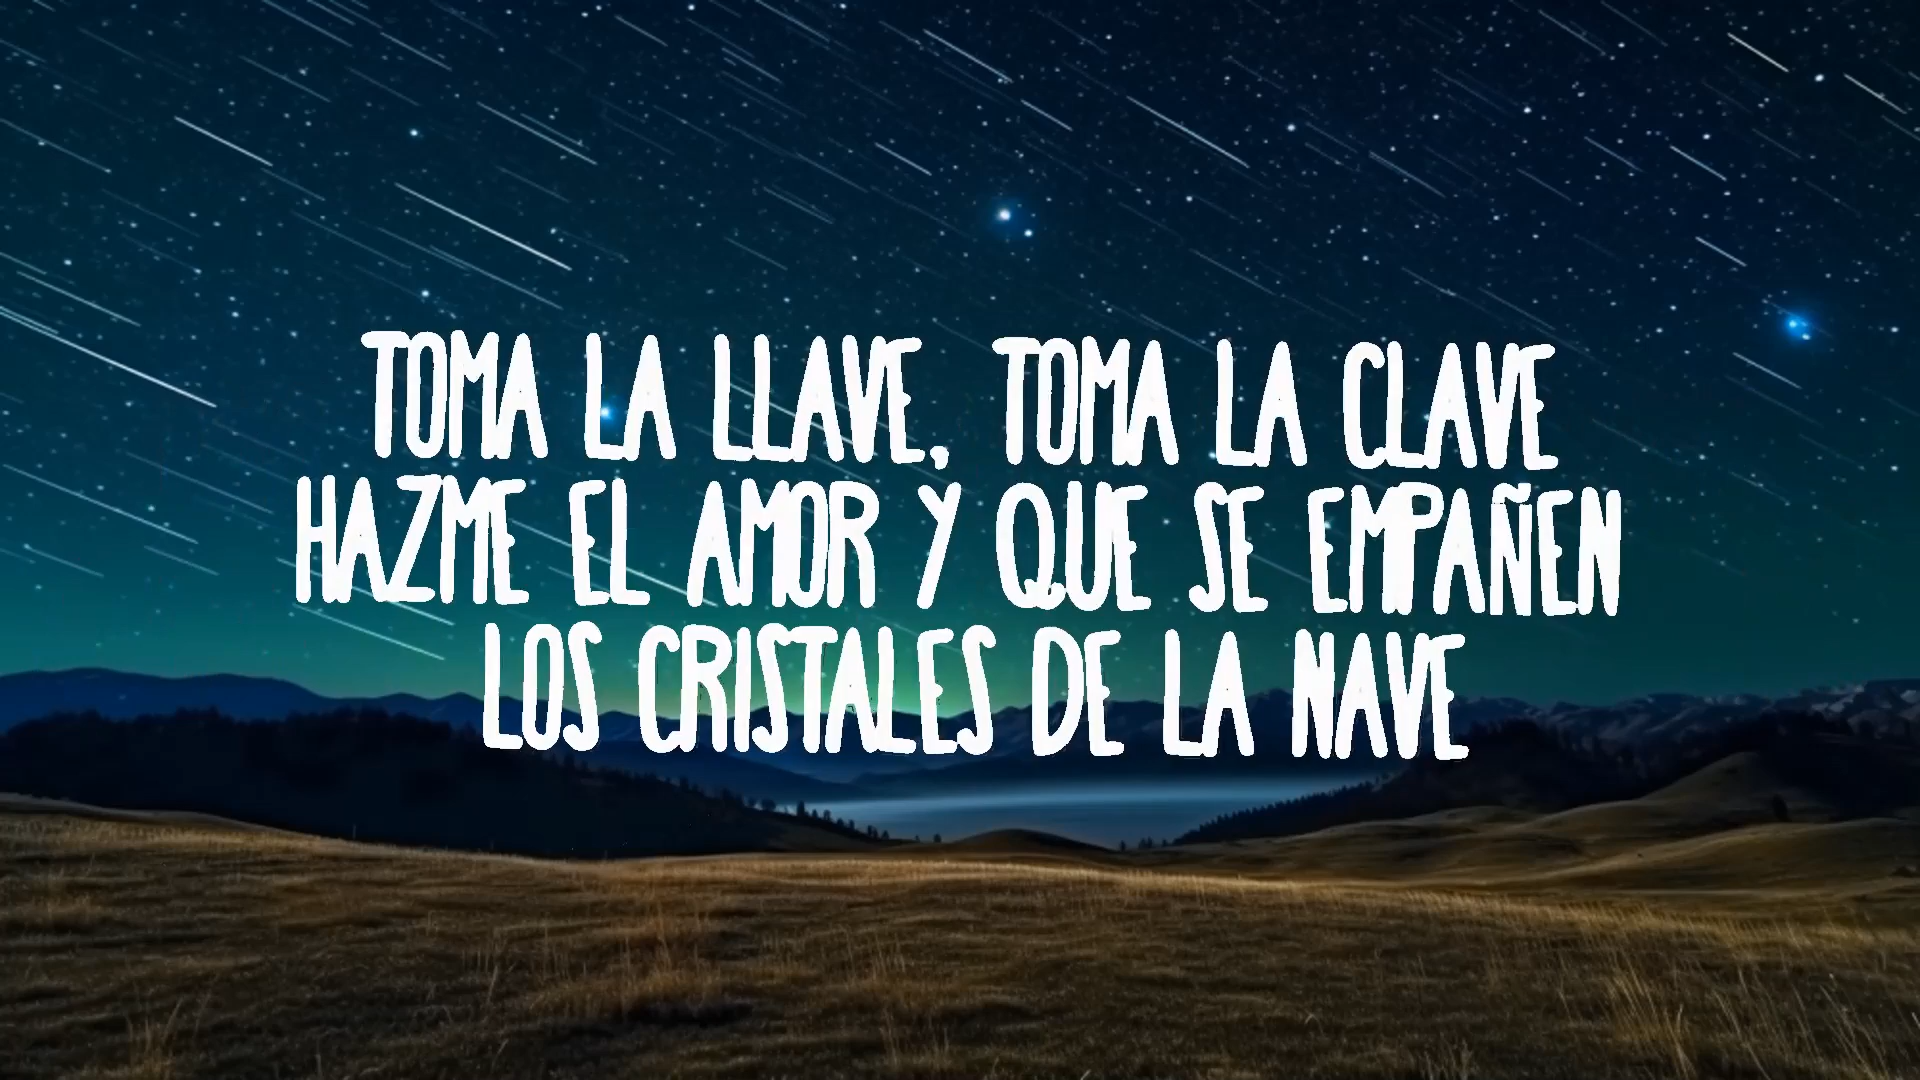 TOMA LA LLAVE, TOMA LA CLAVE
HAZME EL AMOR Y QUE SE EMPAÑEN
LOS CRISTALES DE LA NAVE